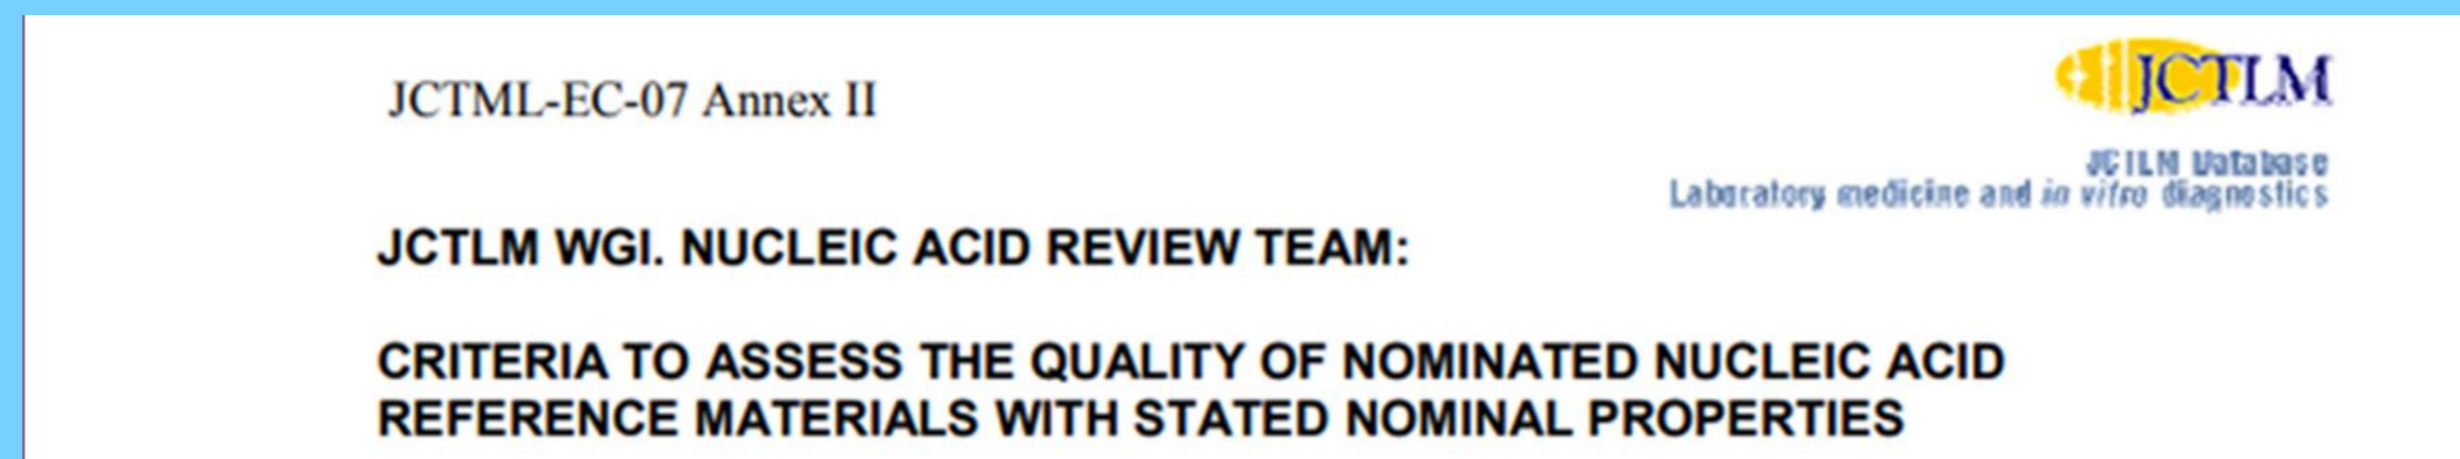 JCTML-EC-07 Annex II
JCTLM
JCTLM Database
Laboratory medicine and in vitro diagnostics
JCTLM WGI. NUCLEIC ACID REVIEW TEAM:
CRITERIA TO ASSESS THE QUALITY OF NOMINATED NUCLEIC ACID
REFERENCE MATERIALS WITH STATED NOMINAL PROPERTIES